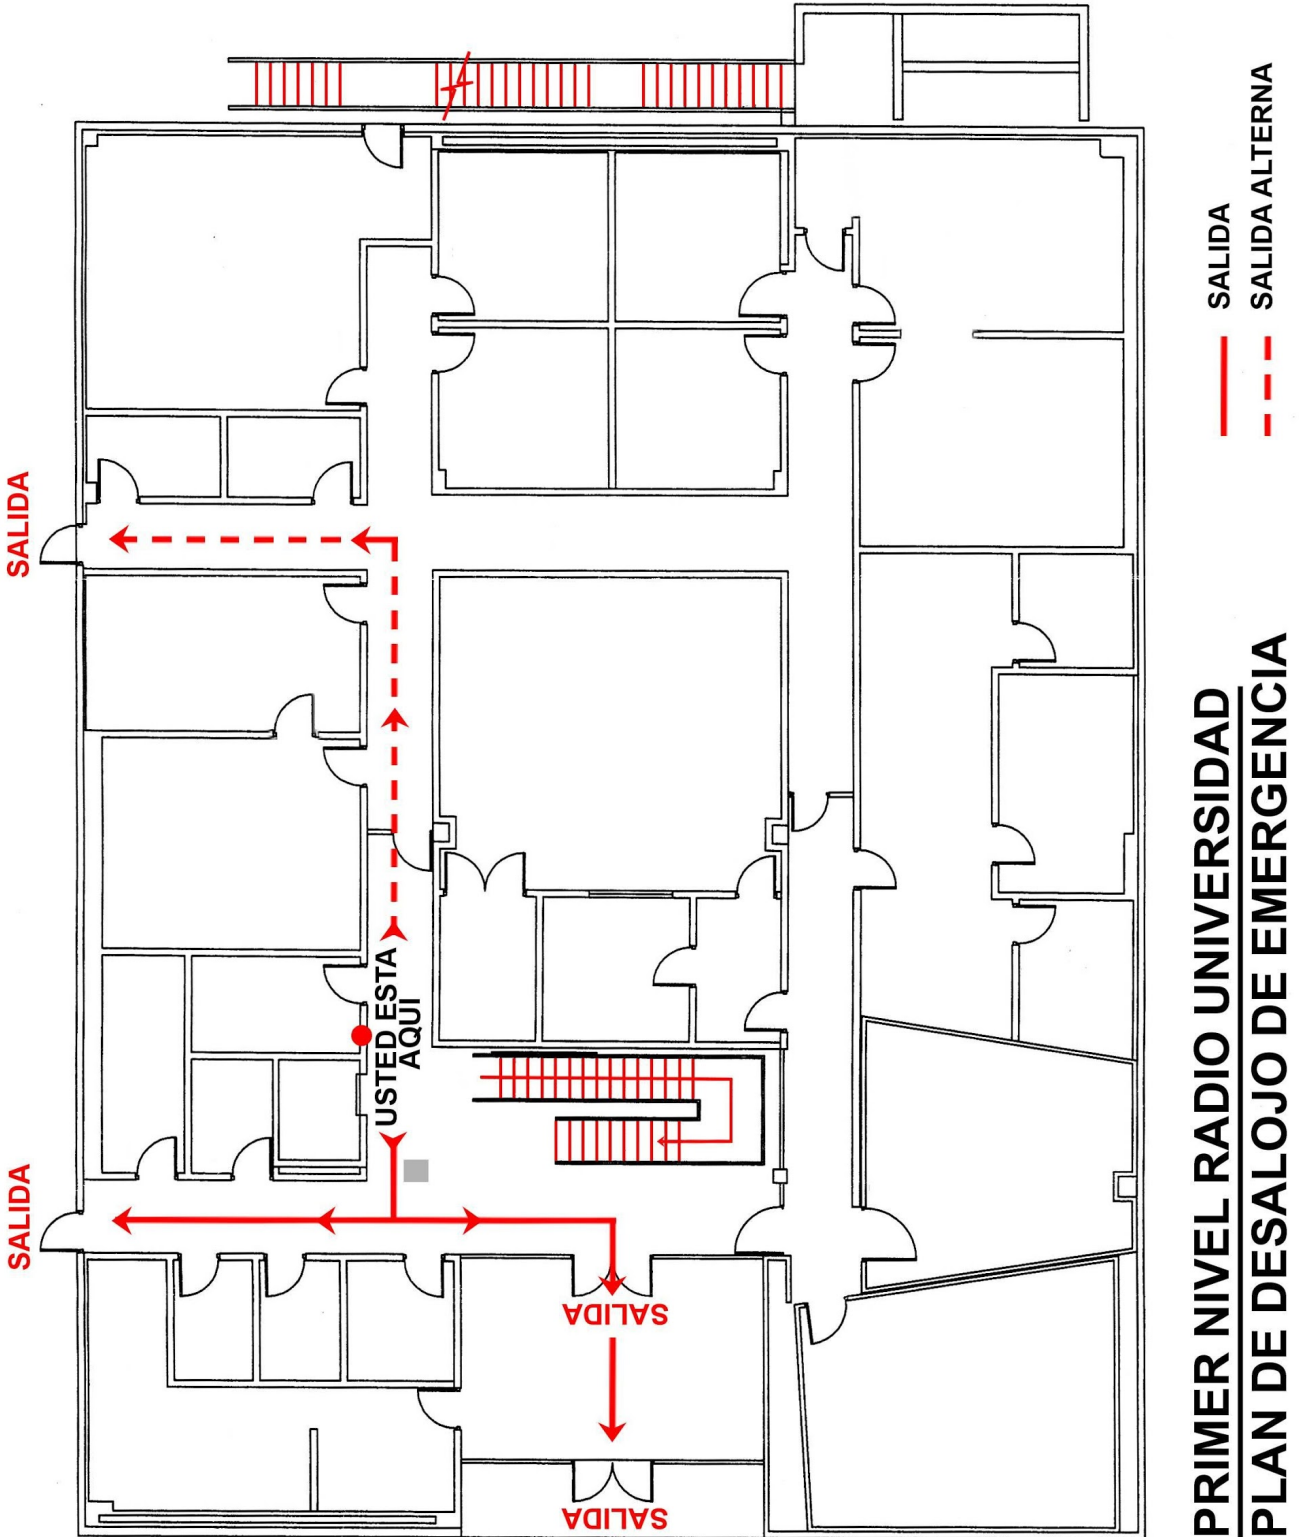 SALIDA
SALIDA
USTED ESTA
AQUI
SALIDA
SALIDA
SALIDA
SALIDA ALTERNA
PRIMER NIVEL RADIO UNIVERSIDAD
PLAN DE DESALOJO DE EMERGENCIA